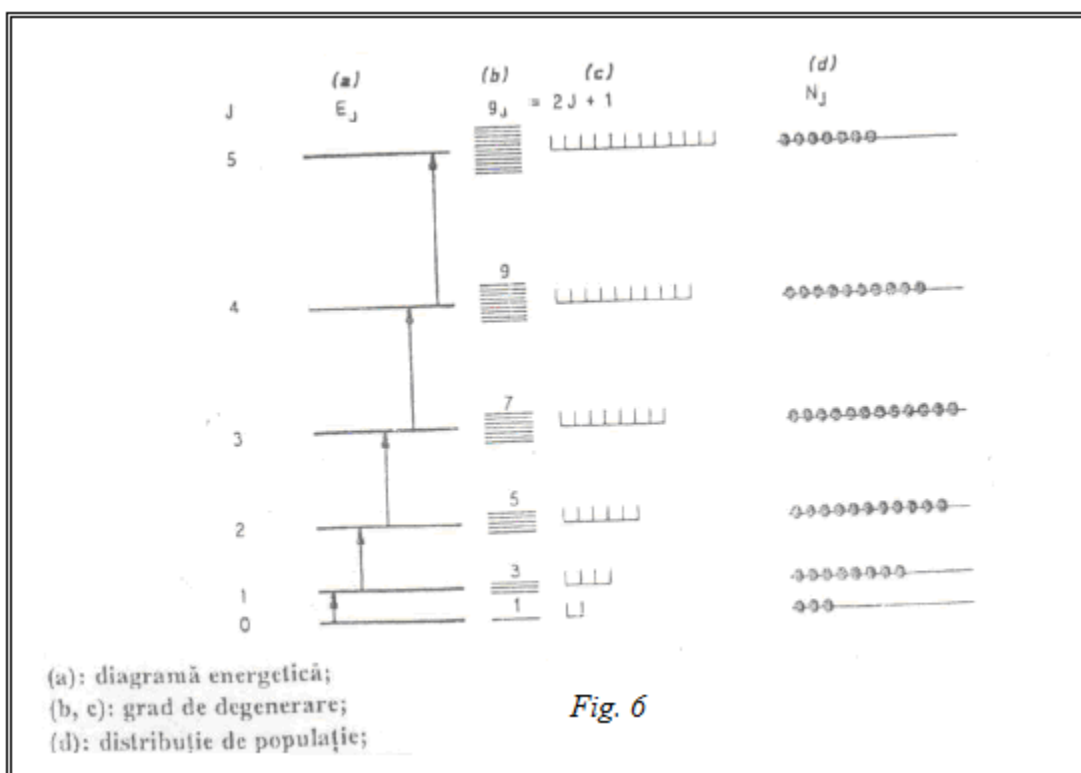 (a) (b) (c) (d)
J E_J g_J = 2J + 1 N_J
5
4 9
3 7
2 5
1 3
0 1
(a): diagramă energetică;
(b, c): grad de degenerare;
(d): distribuție de populație;
Fig. 6